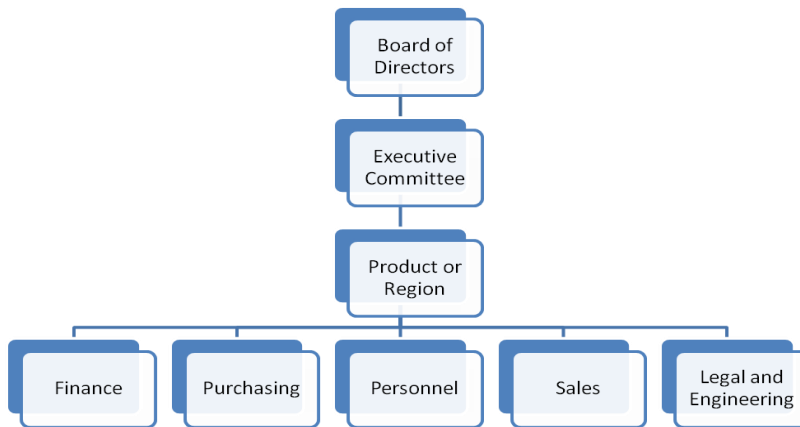 Board of
Directors
Executive
Committee
Product or
Region
Finance
Purchasing
Personnel
Sales
Legal and
Engineering